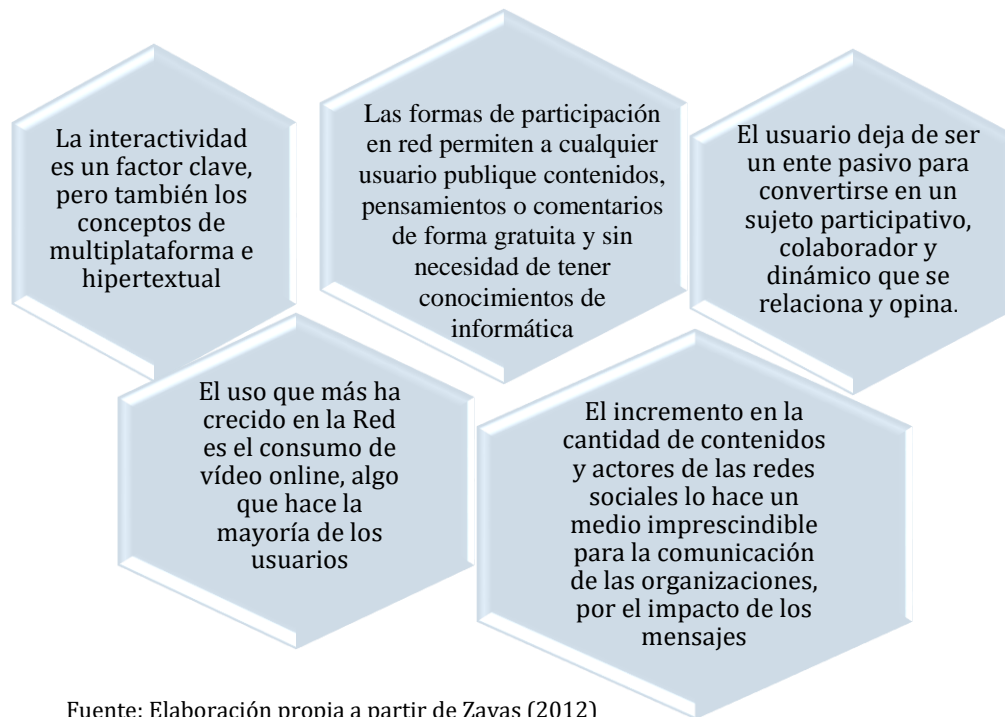 La interactividad
es un factor clave,
pero también los
conceptos de
multiplataforma e
hipertextual
Las formas de participación
en red permiten a cualquier
usuario publique contenidos,
pensamientos o comentarios
de forma gratuita y sin
necesidad de tener
conocimientos de
informática
El usuario deja de ser
un ente pasivo para
convertirse en un
sujeto participativo,
colaborador y
dinámico que se
relaciona y opina.
El uso que más ha
crecido en la Red
es el consumo de
vídeo online, algo
que hace la
mayoría de los
usuarios
El incremento en la
cantidad de contenidos
y actores de las redes
sociales lo hace un
medio imprescindible
para la comunicación
de las organizaciones,
por el impacto de los
mensajes
Fuente: Elaboración propia a partir de Zayas (2012)